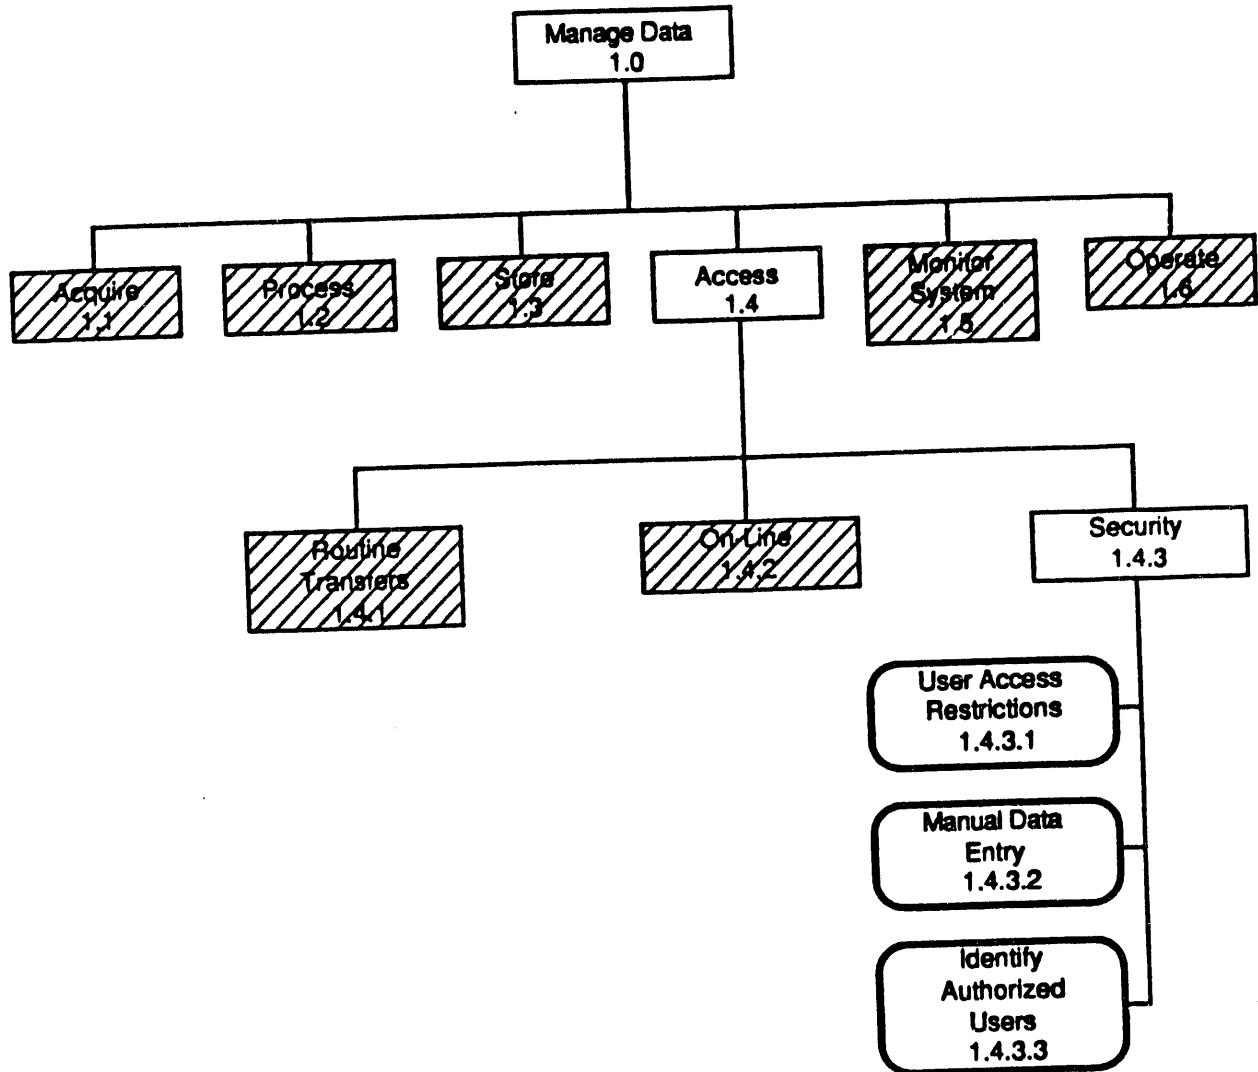 Manage Data
1.0
Acquire
1.1
Process
1.2
Store
1.3
Access
1.4
Monitor
System
1.5
Operate
1.6
Routine
Transfers
1.4.1
On-Line
1.4.2
Security
1.4.3
User Access
Restrictions
1.4.3.1
Manual Data
Entry
1.4.3.2
Identify
Authorized
Users
1.4.3.3